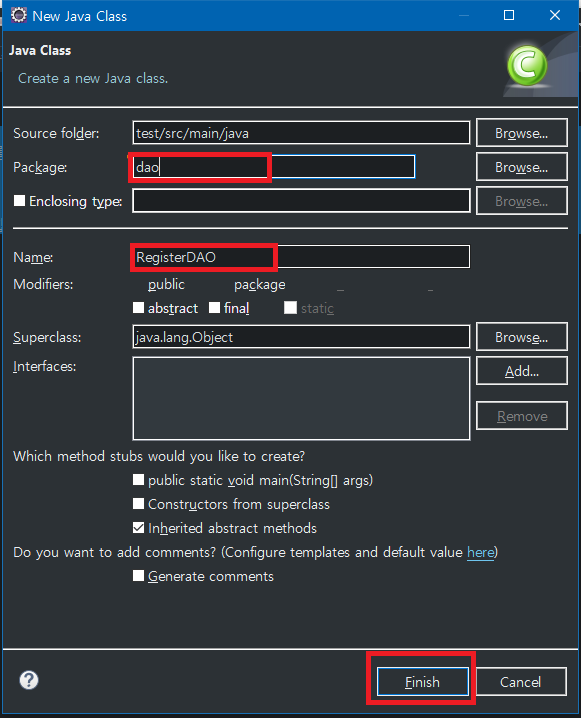 New Java Class
Java Class
Create a new Java class.
Source folder: test/src/main/java Browse...
Package: dao Browse...
Enclosing type: Browse...
Name: RegisterDAO
Modifiers: public package
abstract final static
Superclass: java.lang.Object Browse...
Interfaces: Add...
Remove
Which method stubs would you like to create?
public static void main(String[] args)
Constructors from superclass
Inherited abstract methods
Do you want to add comments? (Configure templates and default value here)
Generate comments
? Finish Cancel